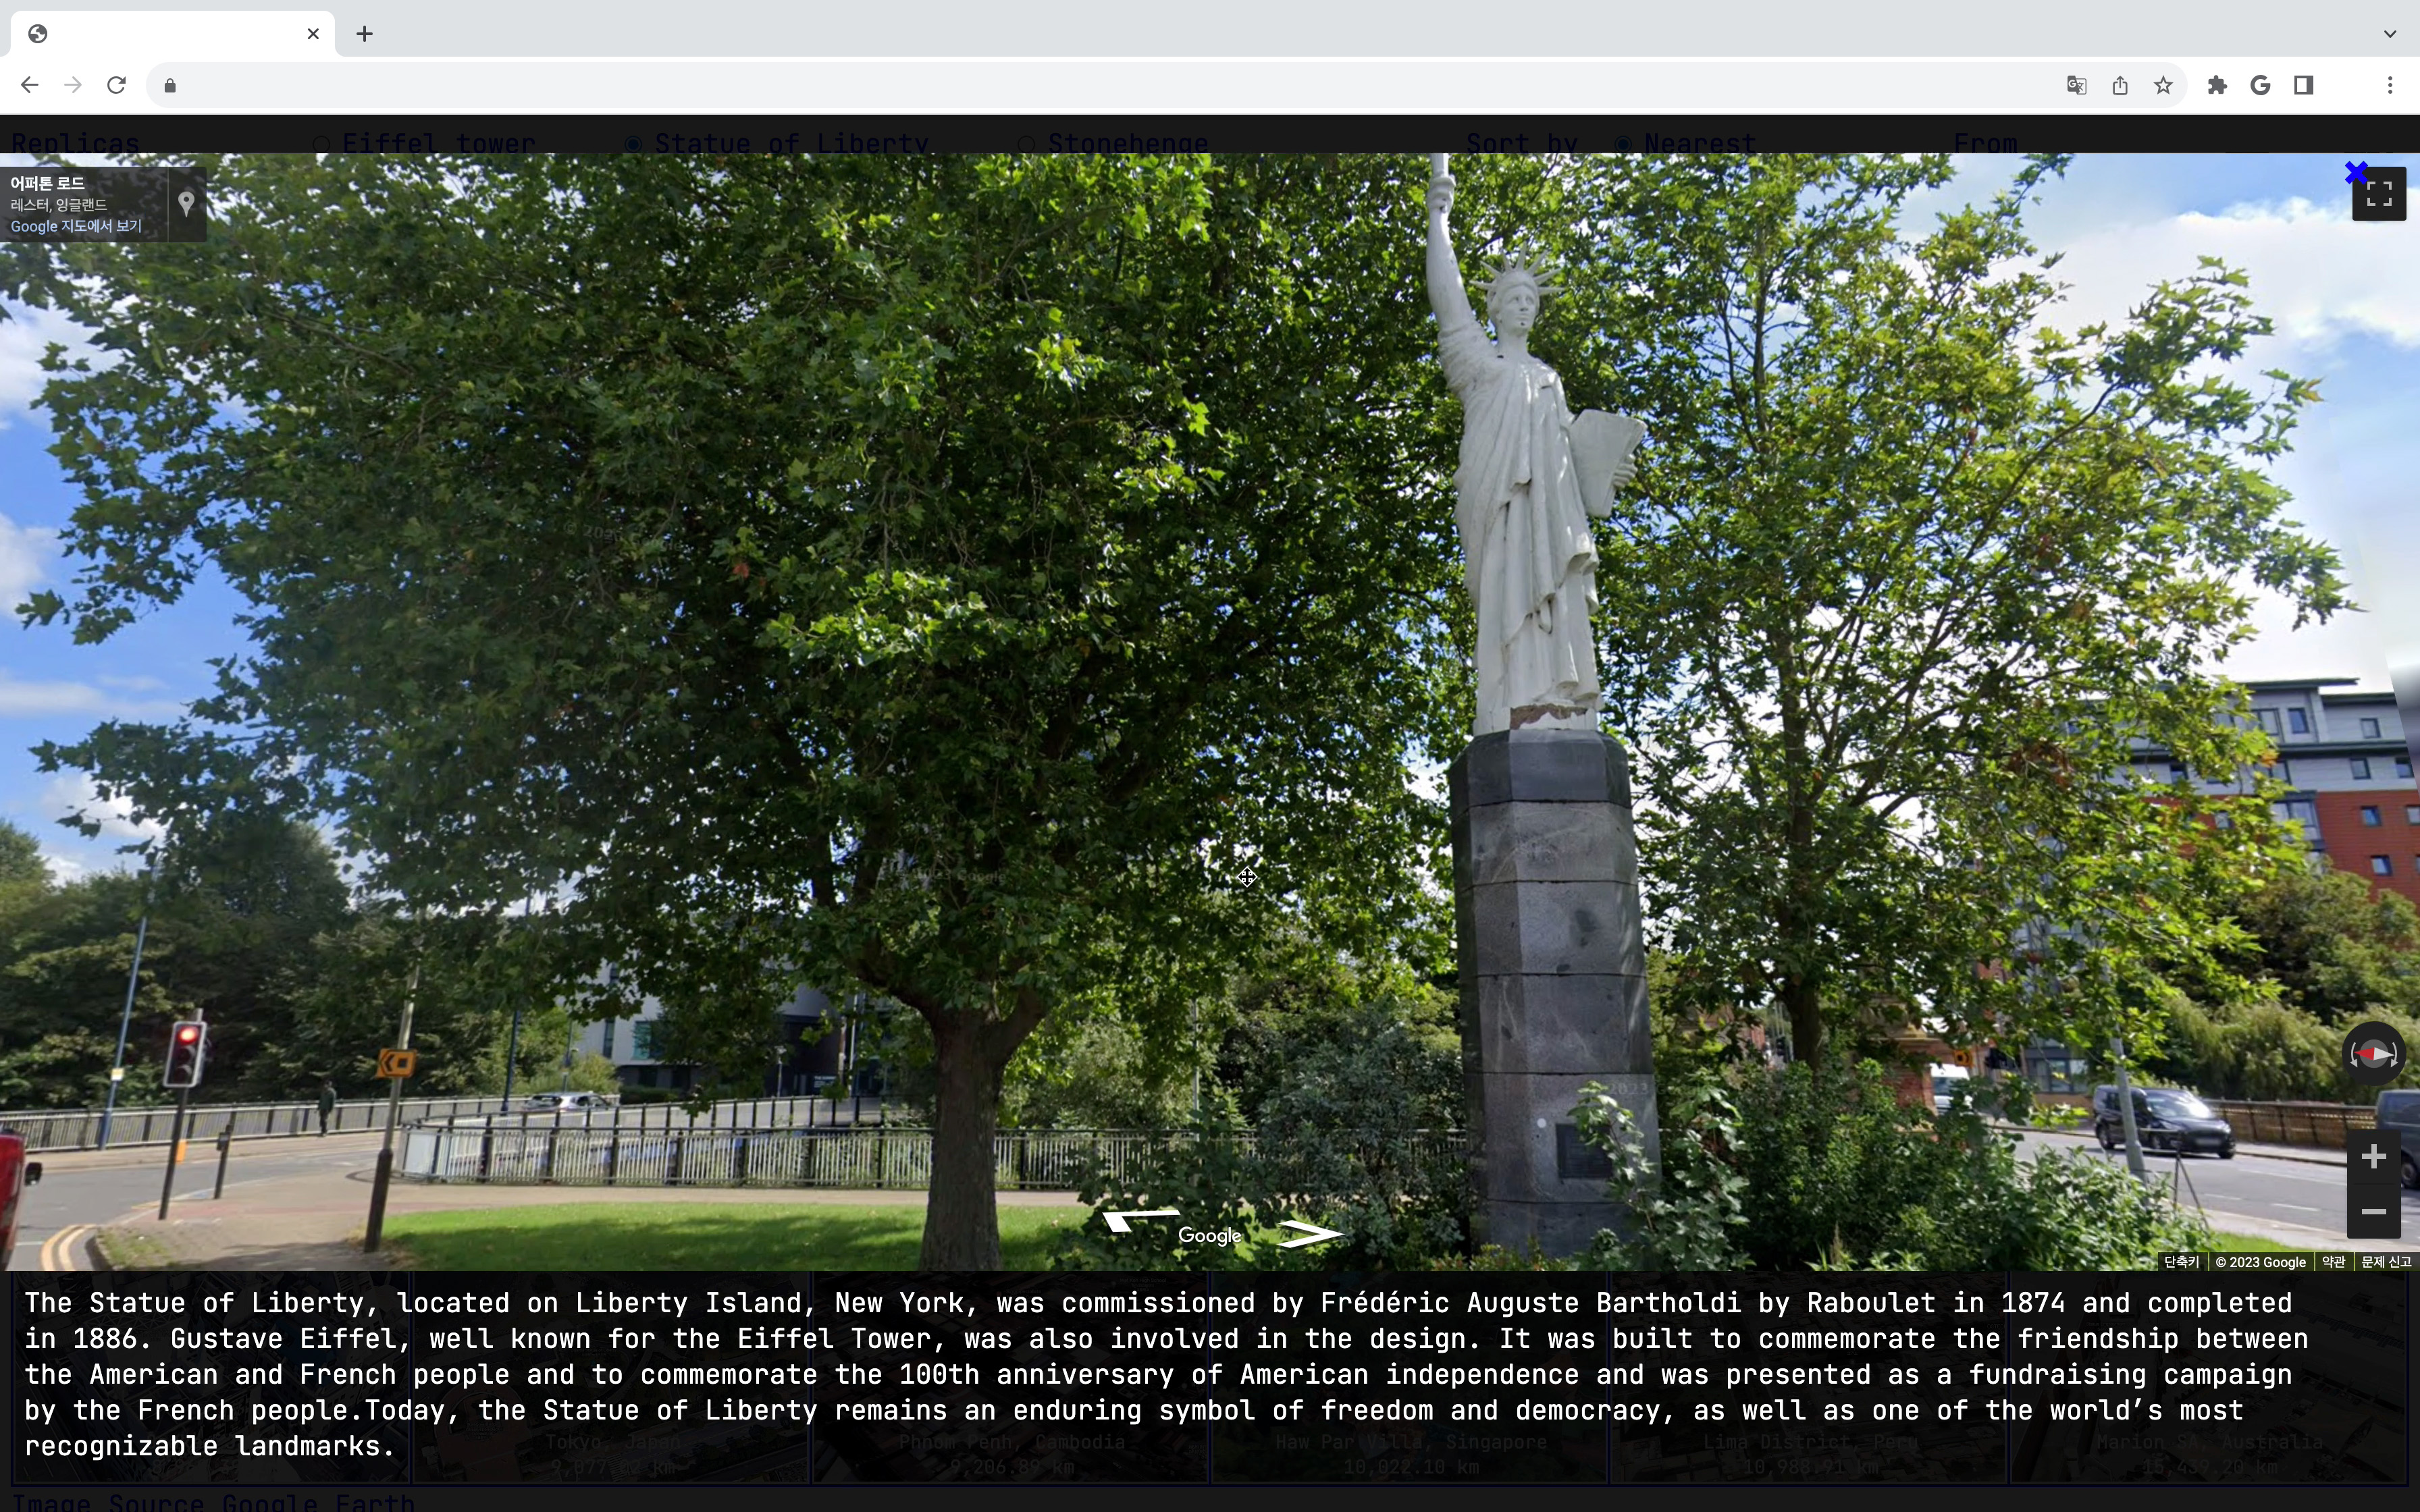 Replicas Eiffel tower Statue of Liberty Stonehenge Sort by Nearest From
어퍼톤 로드
레스터, 잉글랜드
Google 지도에서 보기
Google
단축키 © 2023 Google 약관 문제 신고
The Statue of Liberty, located on Liberty Island, New York, was commissioned by Frédéric Auguste Bartholdi by Raboulet in 1874 and completed
in 1886. Gustave Eiffel, well known for the Eiffel Tower, was also involved in the design. It was built to commemorate the friendship between
the American and French people and to commemorate the 100th anniversary of American independence and was presented as a fundraising campaign
by the French people.Today, the Statue of Liberty remains an enduring symbol of freedom and democracy, as well as one of the world’s most
recognizable landmarks.
Tokyo, Japan Phnom Penh, Cambodia Haw Par Villa, Singapore Lima District, Peru Marion SA, Australia
9,077.02 km 9,206.89 km 10,022.10 km 10,988.91 km 15,439.20 km
Image Source Google Earth